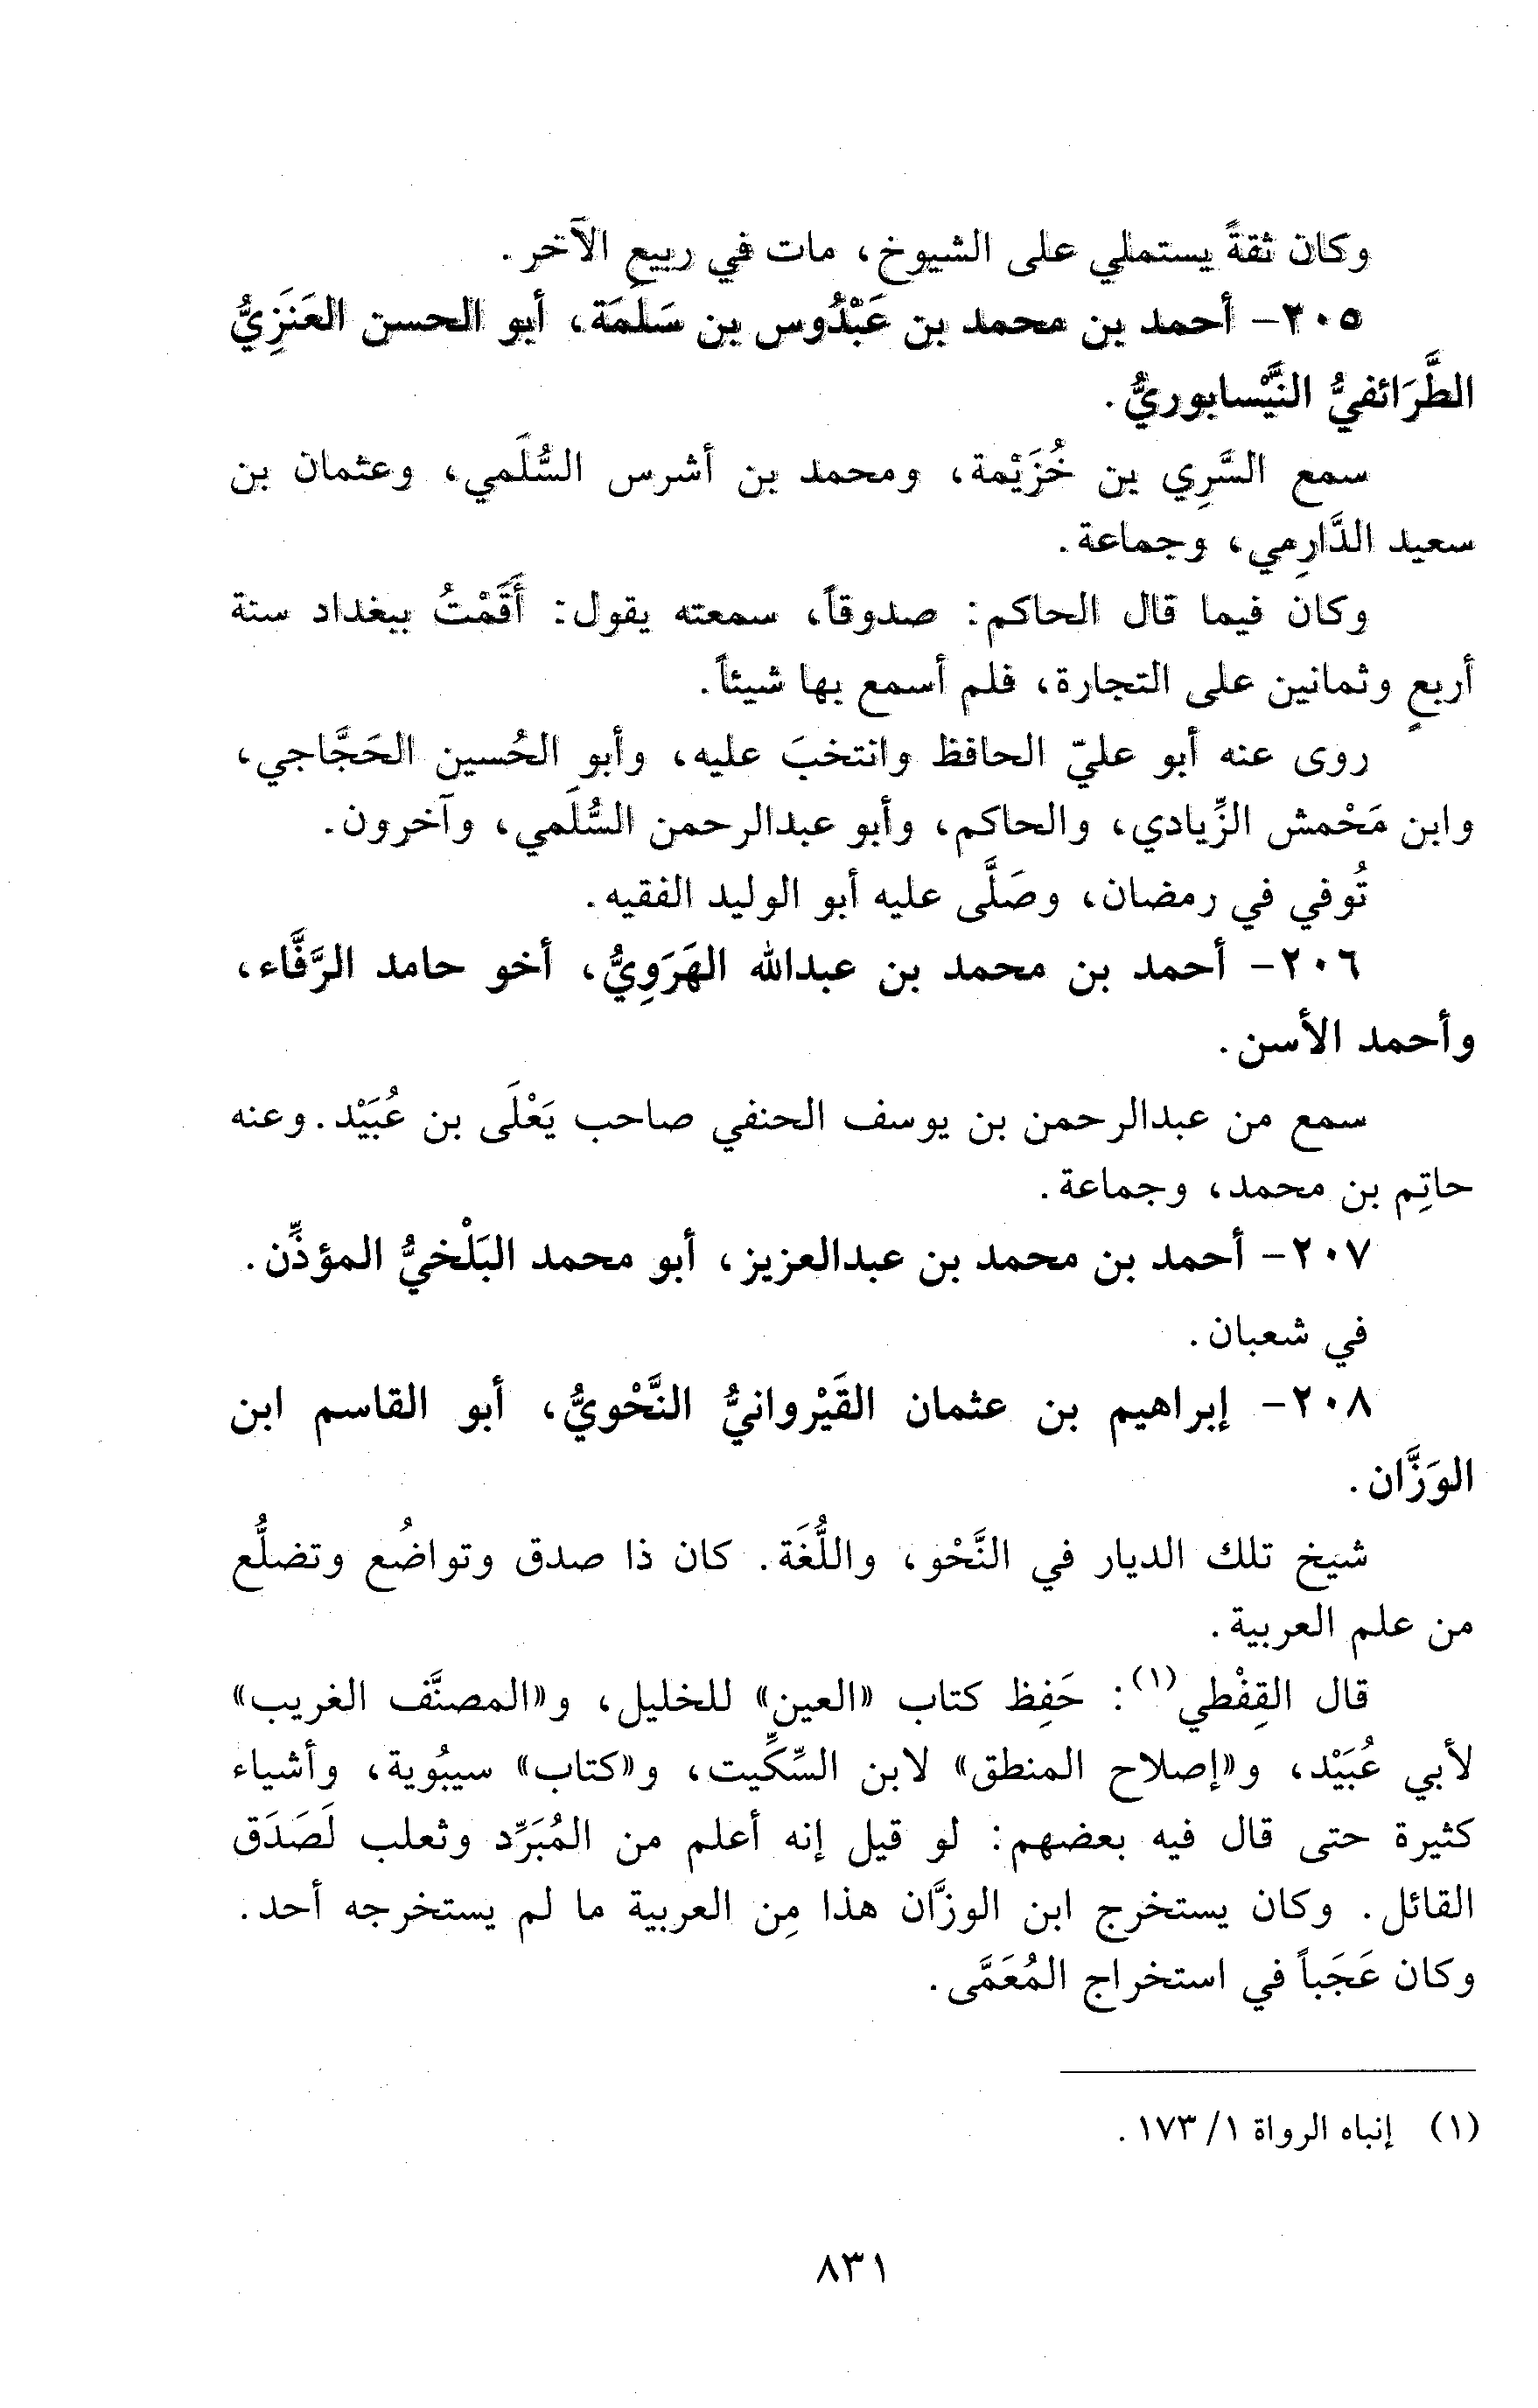 وكان ثقةً يستملي على الشيوخ، مات في ربيع الآخر.
٢٠٥- أحمد بن محمد بن عَبْدُوس بن سَلَمَة، أبو الحسن العَنَزِيُّ
الطَّرَائفيُّ النَّيْسابوريُّ.
سمع السَّرِي بن خُزَيْمة، ومحمد بن أشرس السُّلَمي، وعثمان بن
سعيد الدَّارِمي، وجماعة.
وكان فيما قال الحاكم: صدوقاً، سمعته يقول: أَقَمْتُ ببغداد سنة
أربعٍ وثمانين على التجارة، فلم أسمع بها شيئاً.
روى عنه أبو عليّ الحافظ وانتخبَ عليه، وأبو الحُسين الحَجَّاجي،
وابن مَحْمش الزِّيادي، والحاكم، وأبو عبدالرحمن السُّلَمي، وآخرون.
تُوفي في رمضان، وصَلَّى عليه أبو الوليد الفقيه.
٢٠٦- أحمد بن محمد بن عبدالله الهَرَوِيُّ، أخو حامد الرَّفَّاء،
وأحمد الأسن.
سمع من عبدالرحمن بن يوسف الحنفي صاحب يَعْلَى بن عُبَيْد. وعنه
حاتِم بن محمد، وجماعة.
٢٠٧- أحمد بن محمد بن عبدالعزيز، أبو محمد البَلْخيُّ المؤذِّن.
في شعبان.
٢٠٨- إبراهيم بن عثمان القَيْروانيُّ النَّحْويُّ، أبو القاسم ابن
الوَزَّان.
شيخ تلك الديار في النَّحْو، واللُّغَة. كان ذا صدق وتواضُع وتضلُّع
من علم العربية.
قال القِفْطي(١): حَفِظ كتاب «العين» للخليل، و«المصنَّف الغريب»
لأبي عُبَيْد، و«إصلاح المنطق» لابن السِّكِّيت، و«كتاب» سيبُوية، وأشياء
كثيرة حتى قال فيه بعضهم: لو قيل إنه أعلم من المُبَرِّد وثعلب لَصَدَق
القائل. وكان يستخرج ابن الوزَّان هذا مِن العربية ما لم يستخرجه أحد.
وكان عَجَباً في استخراج المُعَمَّى.
(١) إنباه الرواة ١/ ١٧٣.
٨٣١